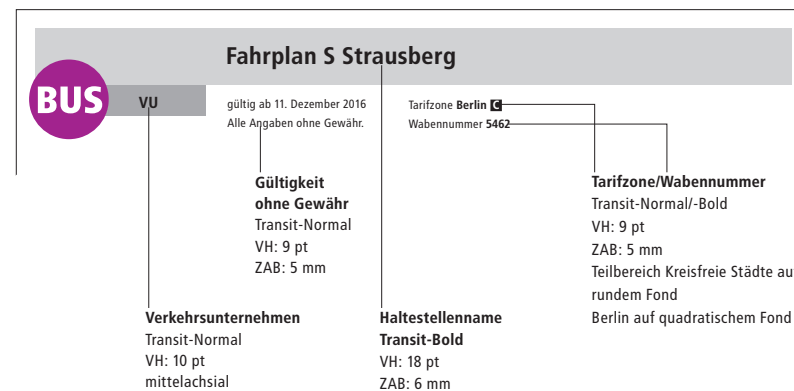 Fahrplan S Strausberg
BUS
VU
gültig ab 11. Dezember 2016
Alle Angaben ohne Gewähr.
Tarifzone Berlin C
Wabennummer 5462
Gültigkeit
ohne Gewähr
Transit-Normal
VH: 9 pt
ZAB: 5 mm
Tarifzone/Wabennummer
Transit-Normal/-Bold
VH: 9 pt
ZAB: 5 mm
Teilbereich Kreisfreie Städte au
rundem Fond
Berlin auf quadratischem Fond
Verkehrsunternehmen
Transit-Normal
VH: 10 pt
mittelachsial
Haltestellenname
Transit-Bold
VH: 18 pt
ZAB: 6 mm